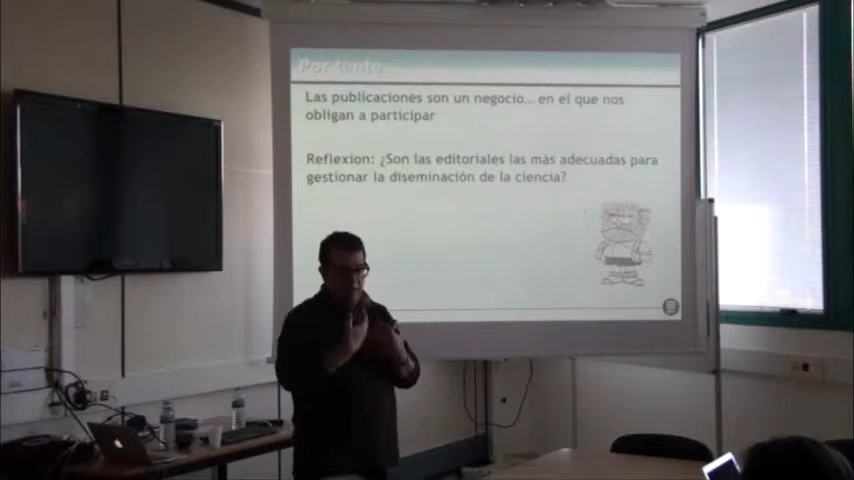 Por tanto...
Las publicaciones son un negocio… en el que nos
obligan a participar
Reflexion: ¿Son las editoriales las más adecuadas para
gestionar la diseminación de la ciencia?